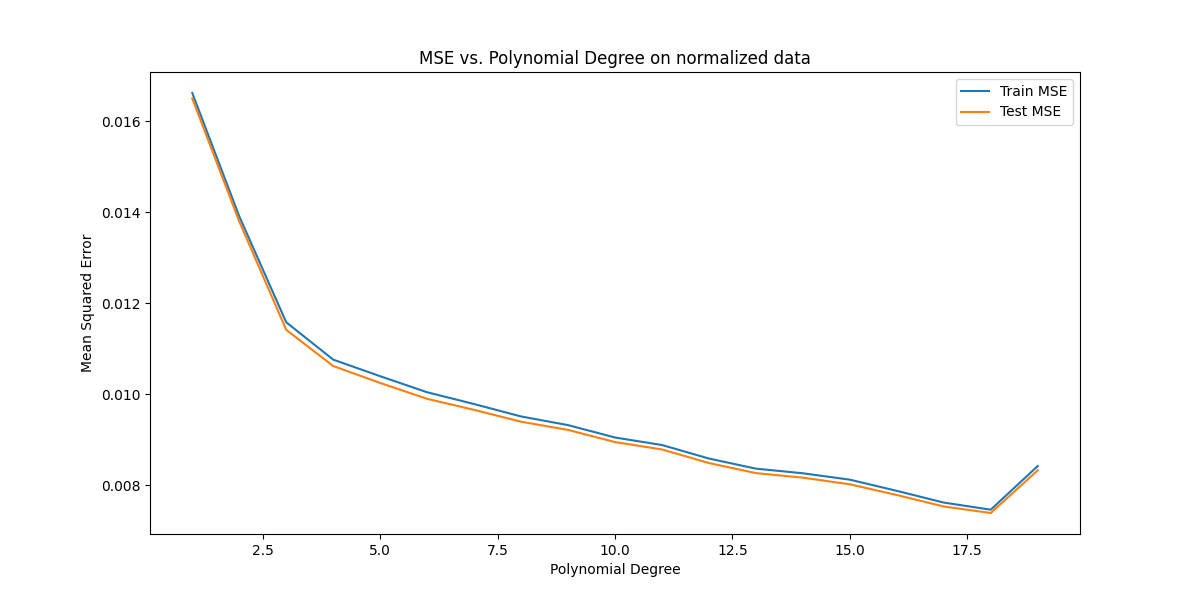 MSE vs. Polynomial Degree on normalized data
Train MSE
Test MSE
0.016
0.014
0.012
0.010
0.008
Mean Squared Error
2.5 5.0 7.5 10.0 12.5 15.0 17.5
Polynomial Degree